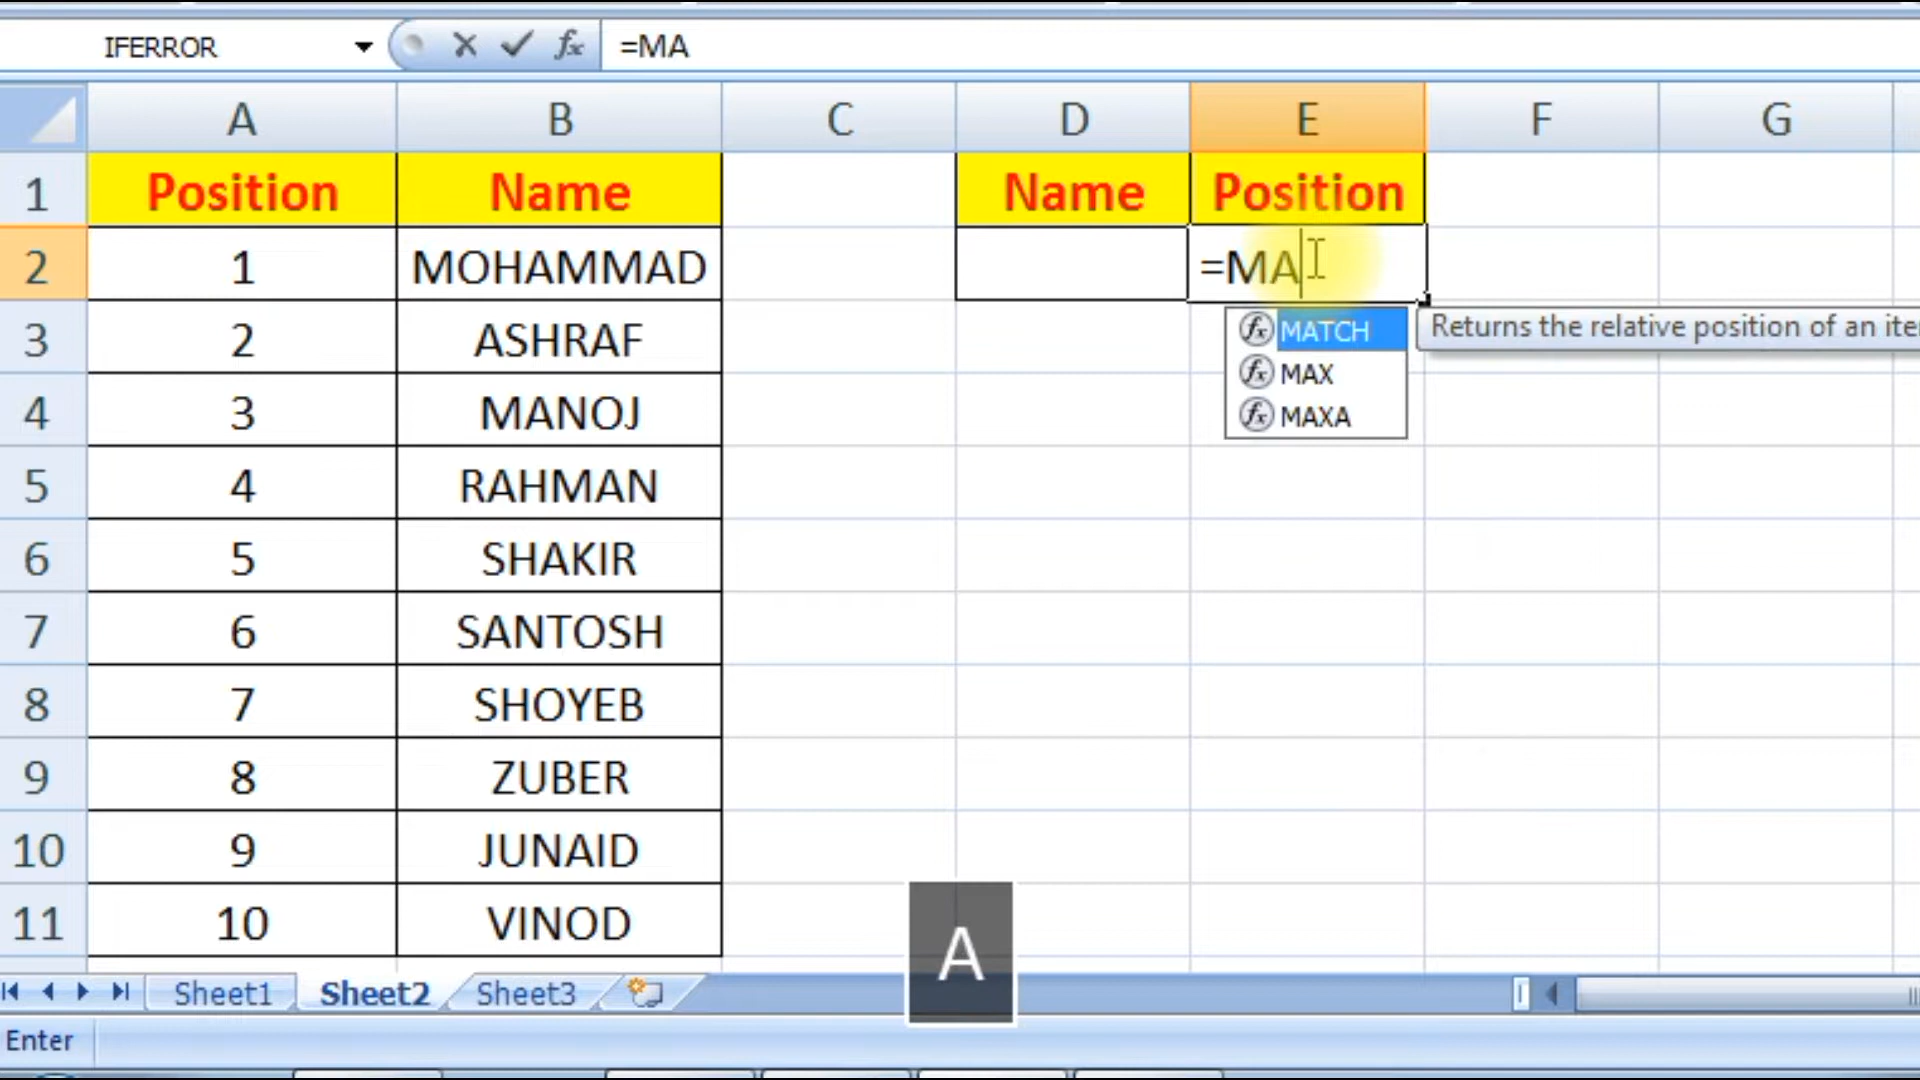 IFERROR =MA
A B C D E F G
1 Position Name Name Position
2 1 MOHAMMAD =MA
MATCH Returns the relative position of an ite
3 2 ASHRAF
MAX
4 3 MANOJ
MAXA
5 4 RAHMAN
6 5 SHAKIR
7 6 SANTOSH
8 7 SHOYEB
9 8 ZUBER
10 9 JUNAID
11 10 VINOD
A
Sheet1 Sheet2 Sheet3
Enter